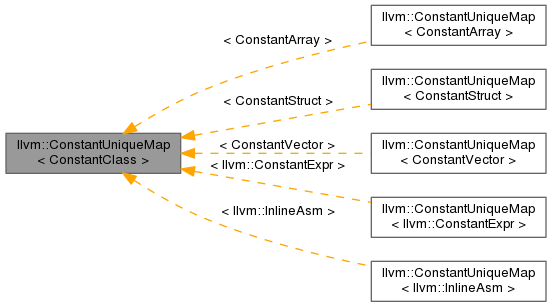 llvm::ConstantUniqueMap
< ConstantArray >
< ConstantArray >
llvm::ConstantUniqueMap
< ConstantStruct >
< ConstantStruct >
llvm::ConstantUniqueMap
< ConstantClass >
< ConstantVector >
< llvm::ConstantExpr >
llvm::ConstantUniqueMap
< ConstantVector >
llvm::ConstantUniqueMap
< llvm::ConstantExpr >
< llvm::InlineAsm >
llvm::ConstantUniqueMap
< llvm::InlineAsm >